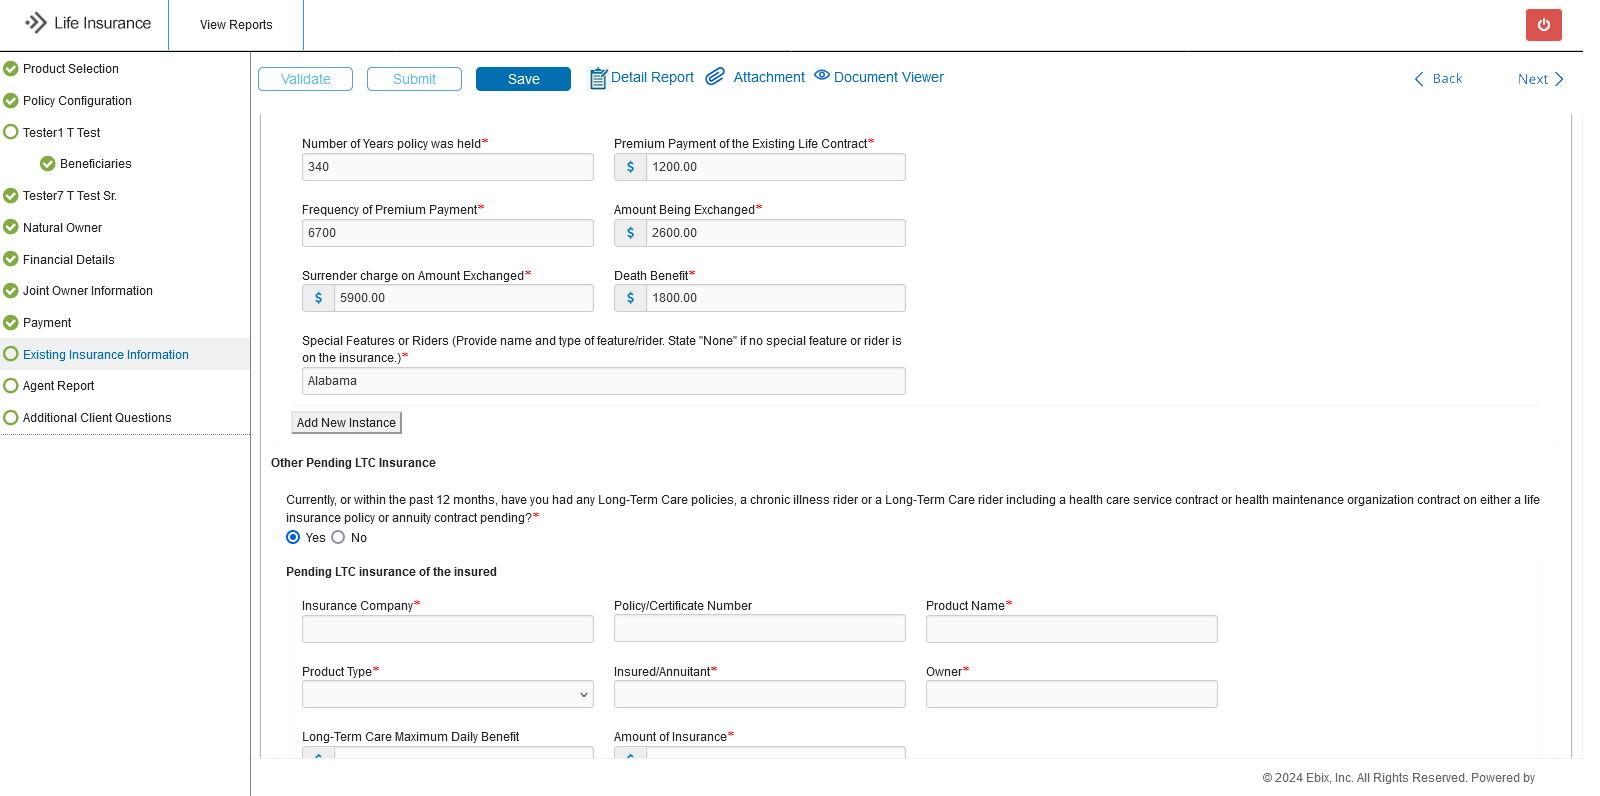 Life Insurance
View Reports
Product Selection
Policy Configuration
Tester1 T Test
Beneficiaries
Tester7 T Test Sr.
Natural Owner
Financial Details
Joint Owner Information
Payment
Existing Insurance Information
Agent Report
Additional Client Questions
Validate Submit Save Detail Report Attachment Document Viewer Back Next
Number of Years policy was held* Premium Payment of the Existing Life Contract*
340 $ 1200.00
Frequency of Premium Payment* Amount Being Exchanged*
6700 $ 2600.00
Surrender charge on Amount Exchanged* Death Benefit*
$ 5900.00 $ 1800.00
Special Features or Riders (Provide name and type of feature/rider. State "None" if no special feature or rider is
on the insurance.)*
Alabama
Add New Instance
Other Pending LTC Insurance
Currently, or within the past 12 months, have you had any Long-Term Care policies, a chronic illness rider or a Long-Term Care rider including a health care service contract or health maintenance organization contract on either a life
insurance policy or annuity contract pending?*
Yes No
Pending LTC insurance of the insured
Insurance Company* Policy/Certificate Number Product Name*
Product Type* Insured/Annuitant* Owner*
Long-Term Care Maximum Daily Benefit Amount of Insurance*
$ $
© 2024 Ebix, Inc. All Rights Reserved. Powered by